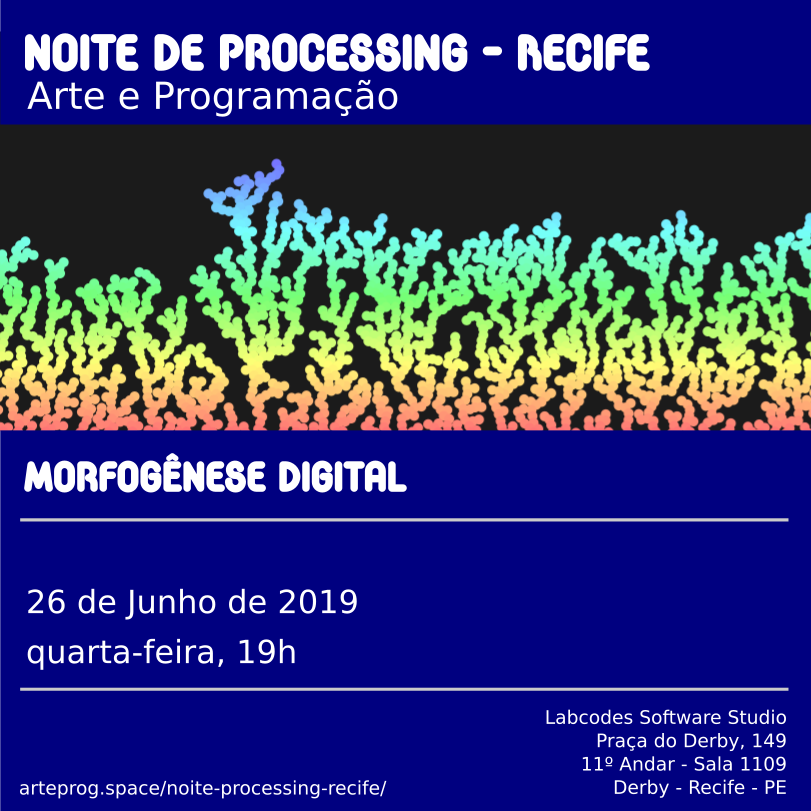 NOITE DE PROCESSING - RECIFE
Arte e Programação
MORFOGÊNESE DIGITAL
26 de Junho de 2019
quarta-feira, 19h
Labcodes Software Studio
Praça do Derby, 149
11º Andar - Sala 1109
Derby - Recife - PE
arteprog.space/noite-processing-recife/